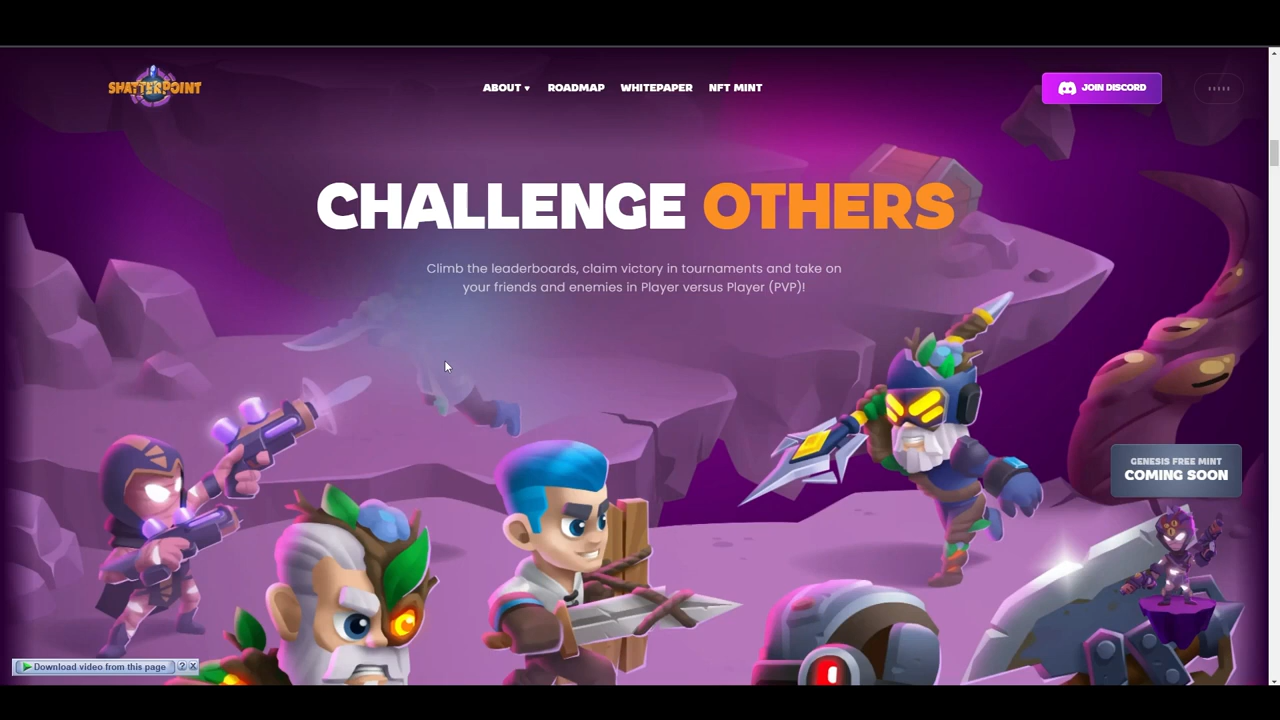 SHATTERPOINT
ABOUT ▾
ROADMAP
WHITEPAPER
NFT MINT
JOIN DISCORD
CHALLENGE OTHERS
Climb the leaderboards, claim victory in tournaments and take on
your friends and enemies in Player versus Player (PVP)!
GENESIS FREE MINT
COMING SOON
Download video from this page
? X